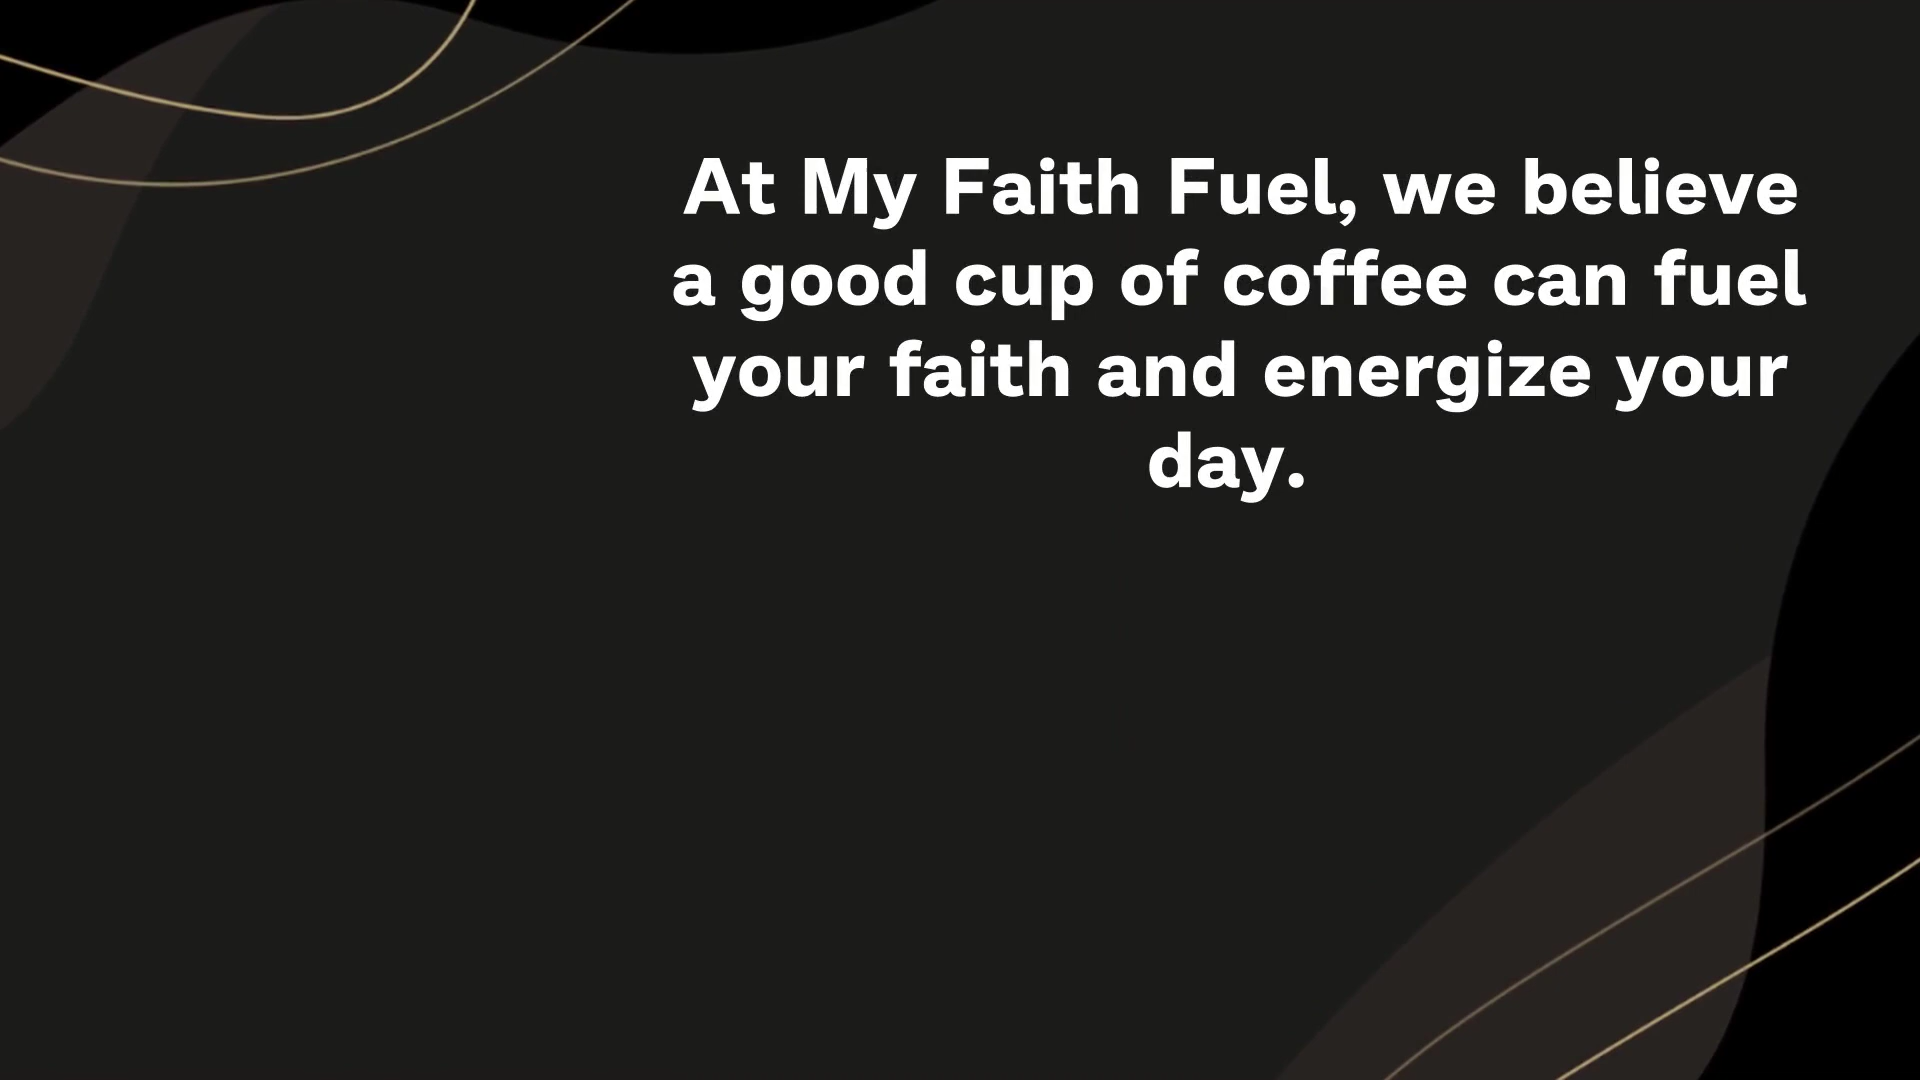 At My Faith Fuel, we believe
a good cup of coffee can fuel
your faith and energize your
day.